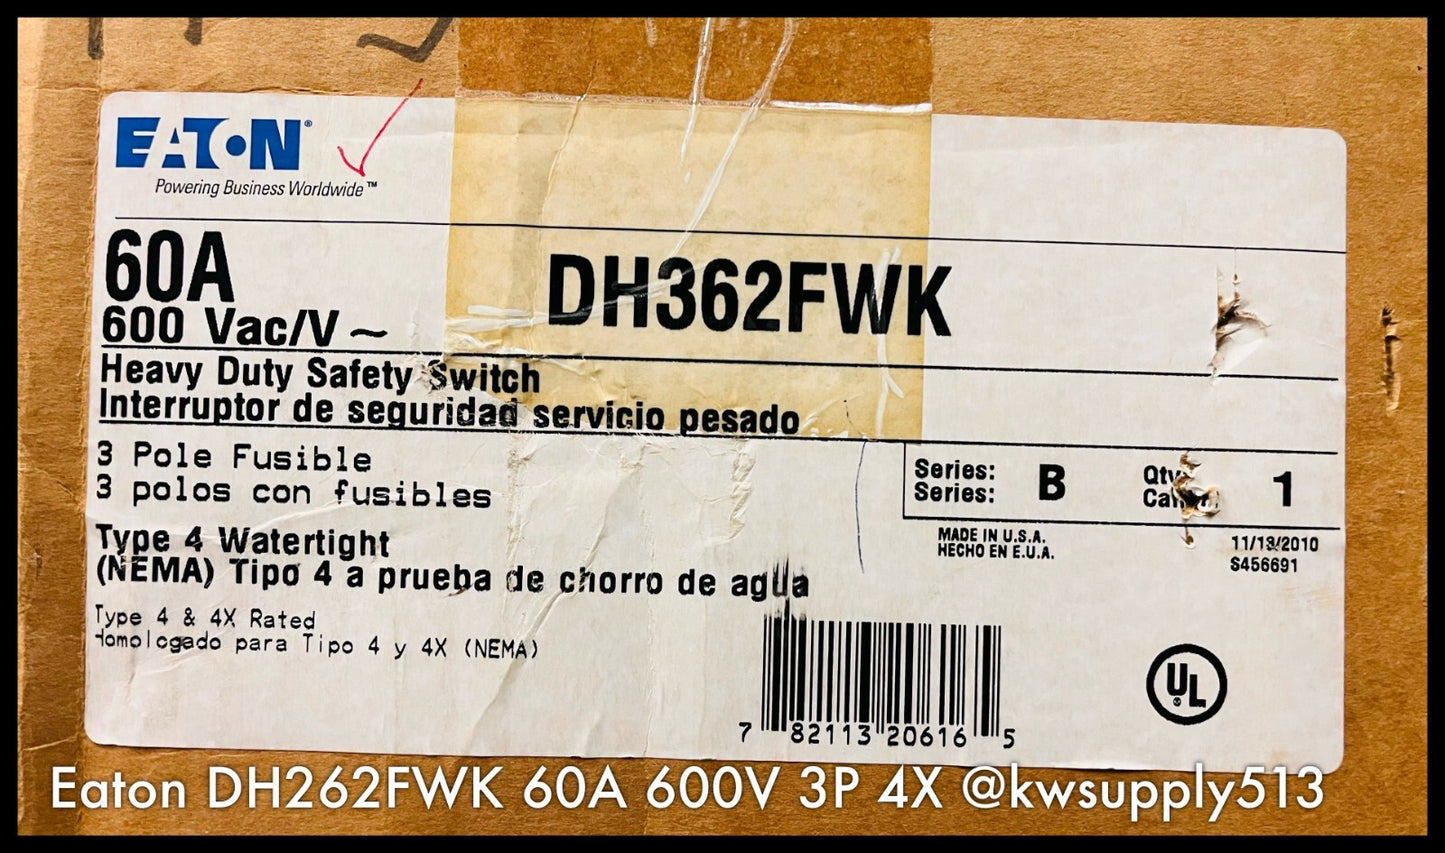 EATON®
Powering Business Worldwide™
60A
DH362FWK
600 Vac/V ~
Heavy Duty Safety Switch
Interruptor de seguridad servicio pesado
3 Pole Fusible
3 polos con fusibles
Series: B Qty 1
Series:
MADE IN U.S.A.
HECHO EN E.U.A.
11/13/2010
S456691
Type 4 Watertight
(NEMA) Tipo 4 a prueba de chorro de agua
Type 4 & 4X Rated
Homologado para Tipo 4 y 4X (NEMA)
7 82113 20616 5
UL
Eaton DH262FWK 60A 600V 3P 4X @kwsupply513